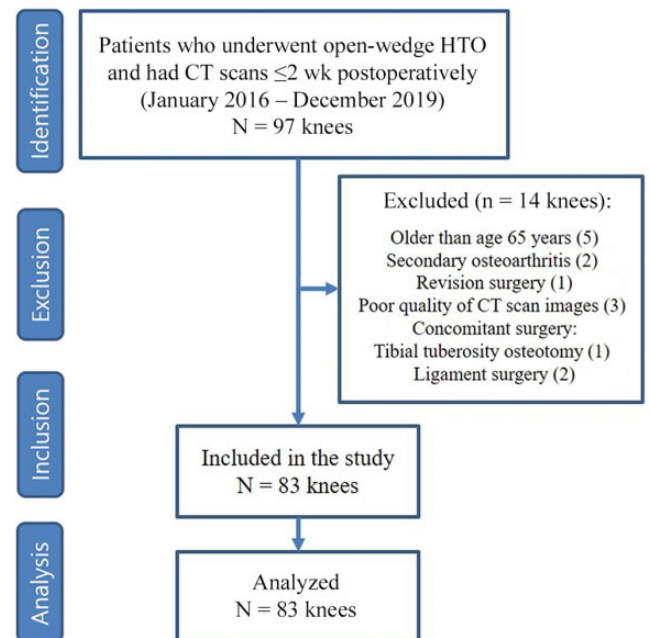 Identification
Patients who underwent open-wedge HTO
and had CT scans ≤2 wk postoperatively
(January 2016 – December 2019)
N = 97 knees
Exclusion
Excluded (n = 14 knees):
Older than age 65 years (5)
Secondary osteoarthritis (2)
Revision surgery (1)
Poor quality of CT scan images (3)
Concomitant surgery:
Tibial tuberosity osteotomy (1)
Ligament surgery (2)
Inclusion
Included in the study
N = 83 knees
Analysis
Analyzed
N = 83 knees